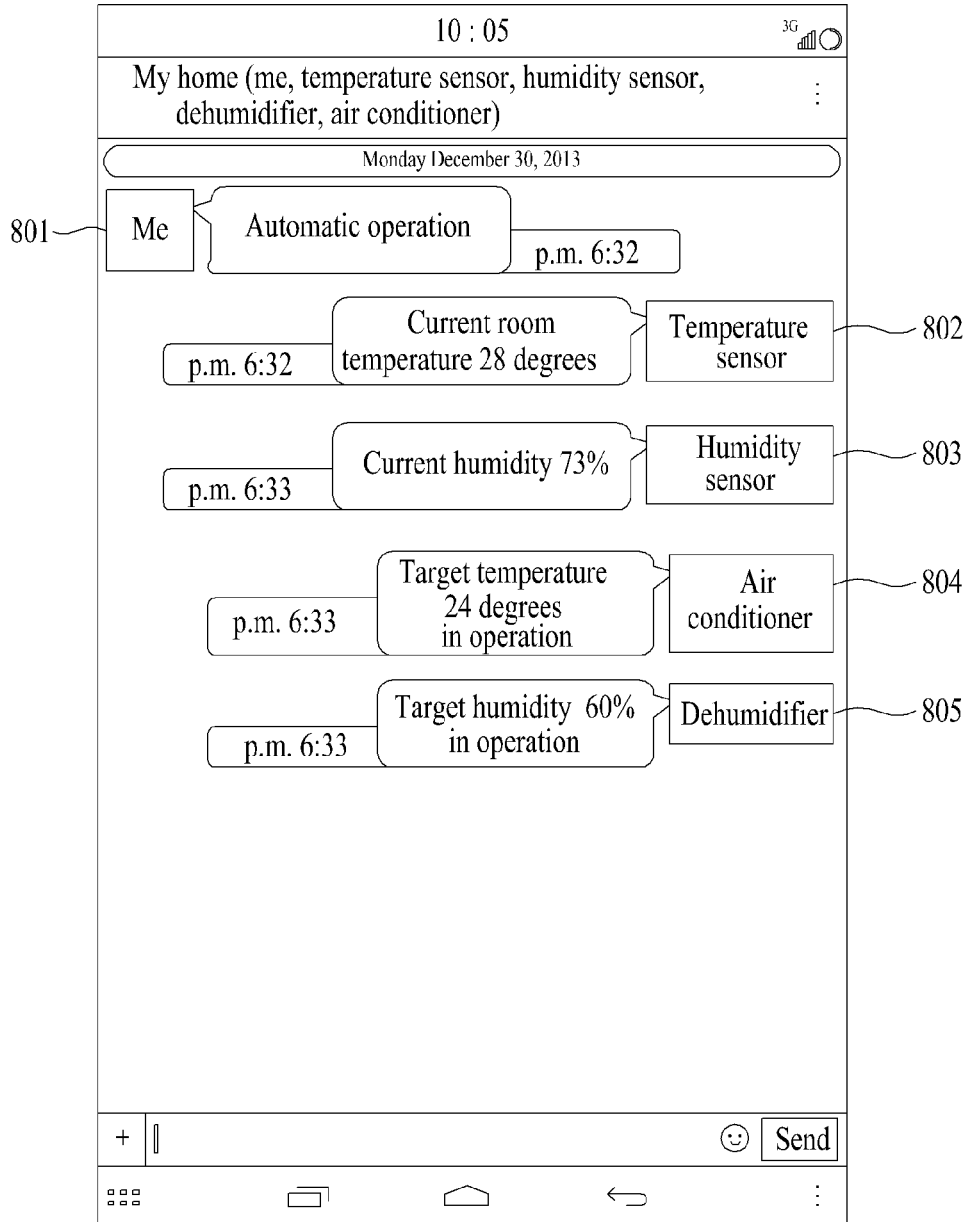 10 : 05
3G
My home (me, temperature sensor, humidity sensor,
dehumidifier, air conditioner)
Monday December 30, 2013
801
Me
Automatic operation
p.m. 6:32
Current room
temperature 28 degrees
p.m. 6:32
Temperature
sensor
802
Current humidity 73%
p.m. 6:33
Humidity
sensor
803
Target temperature
24 degrees
in operation
p.m. 6:33
Air
conditioner
804
Target humidity 60%
in operation
p.m. 6:33
Dehumidifier
805
+
Send